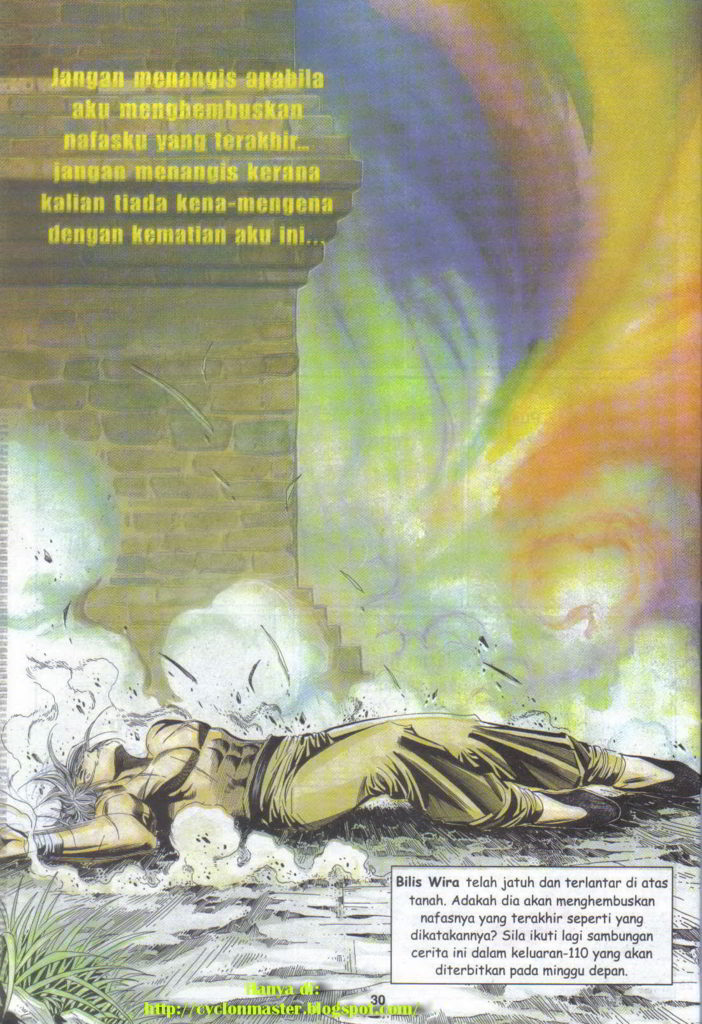 Jangan menangis apabila
aku menghembuskan
nafasku yang terakhir...
jangan menangis kerana
kalian tiada kena-mengena
dengan kematian aku ini...
Bilis Wira telah jatuh dan terlantar di atas
tanah. Adakah dia akan menghembuskan
nafasnya yang terakhir seperti yang
dikatakannya? Sila ikuti lagi sambungan
cerita ini dalam keluaran-110 yang akan
diterbitkan pada minggu depan.
Hanya di:
30
http://cyclonmaster.blogspot.com/